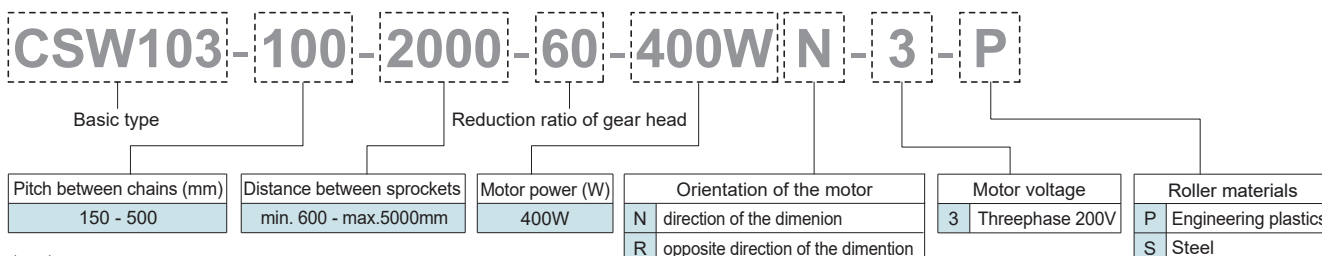 CSW103-100-2000-60-400WN-3-P
Basic type
Reduction ratio of gear head
Pitch between chains (mm)
150 - 500
Distance between sprockets
min. 600 - max.5000mm
Motor power (W)
400W
Orientation of the motor
N direction of the dimenion
R opposite direction of the dimention
Motor voltage
3 Threephase 200V
Roller materials
P Engineering plastics
S Steel